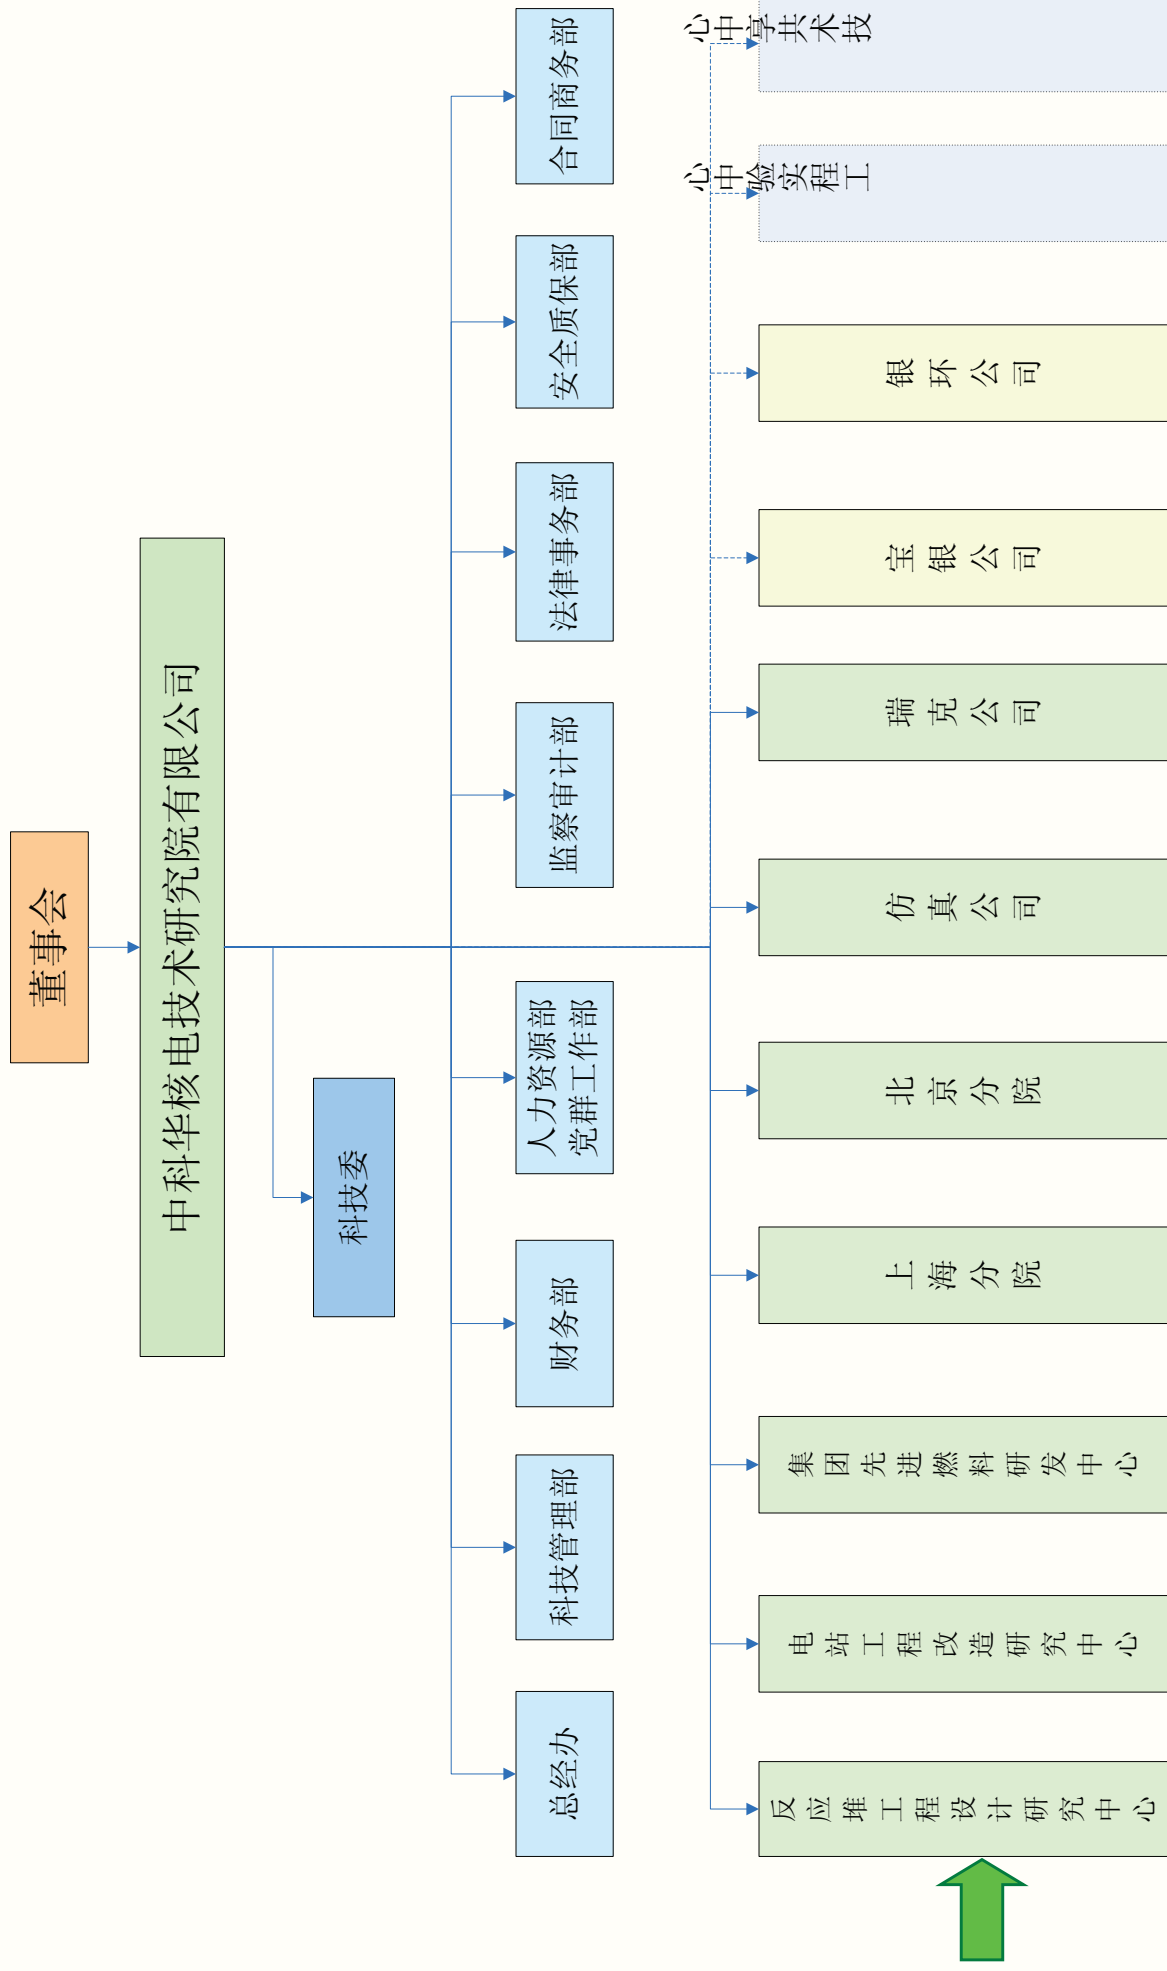 董事会
中科华核电技术研究院有限公司
科技委
总经办
科技管理部
财务部
人力资源部
党群工作部
监察审计部
法律事务部
安全质保部
合同商务部
反应堆工程设计研究中心
电站工程改造研究中心
集团先进燃料研发中心
上海分院
北京分院
仿真公司
瑞克公司
宝银公司
银环公司
工程实验中心
技术共享中心